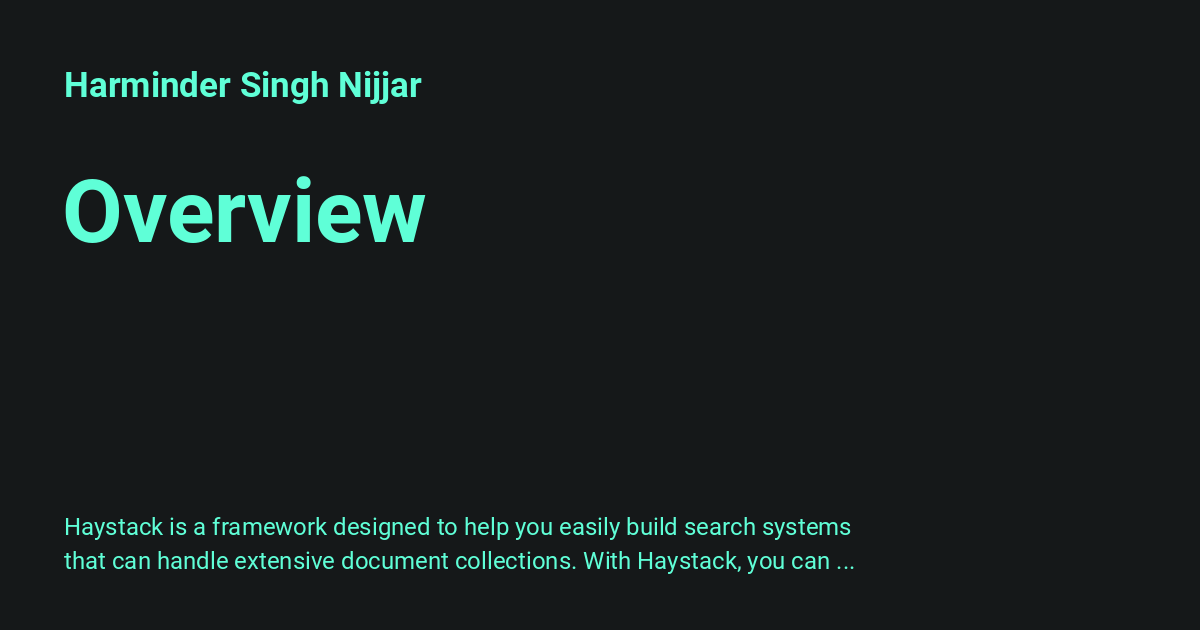 Harminder Singh Nijjar
Overview
Haystack is a framework designed to help you easily build search systems
that can handle extensive document collections. With Haystack, you can ...